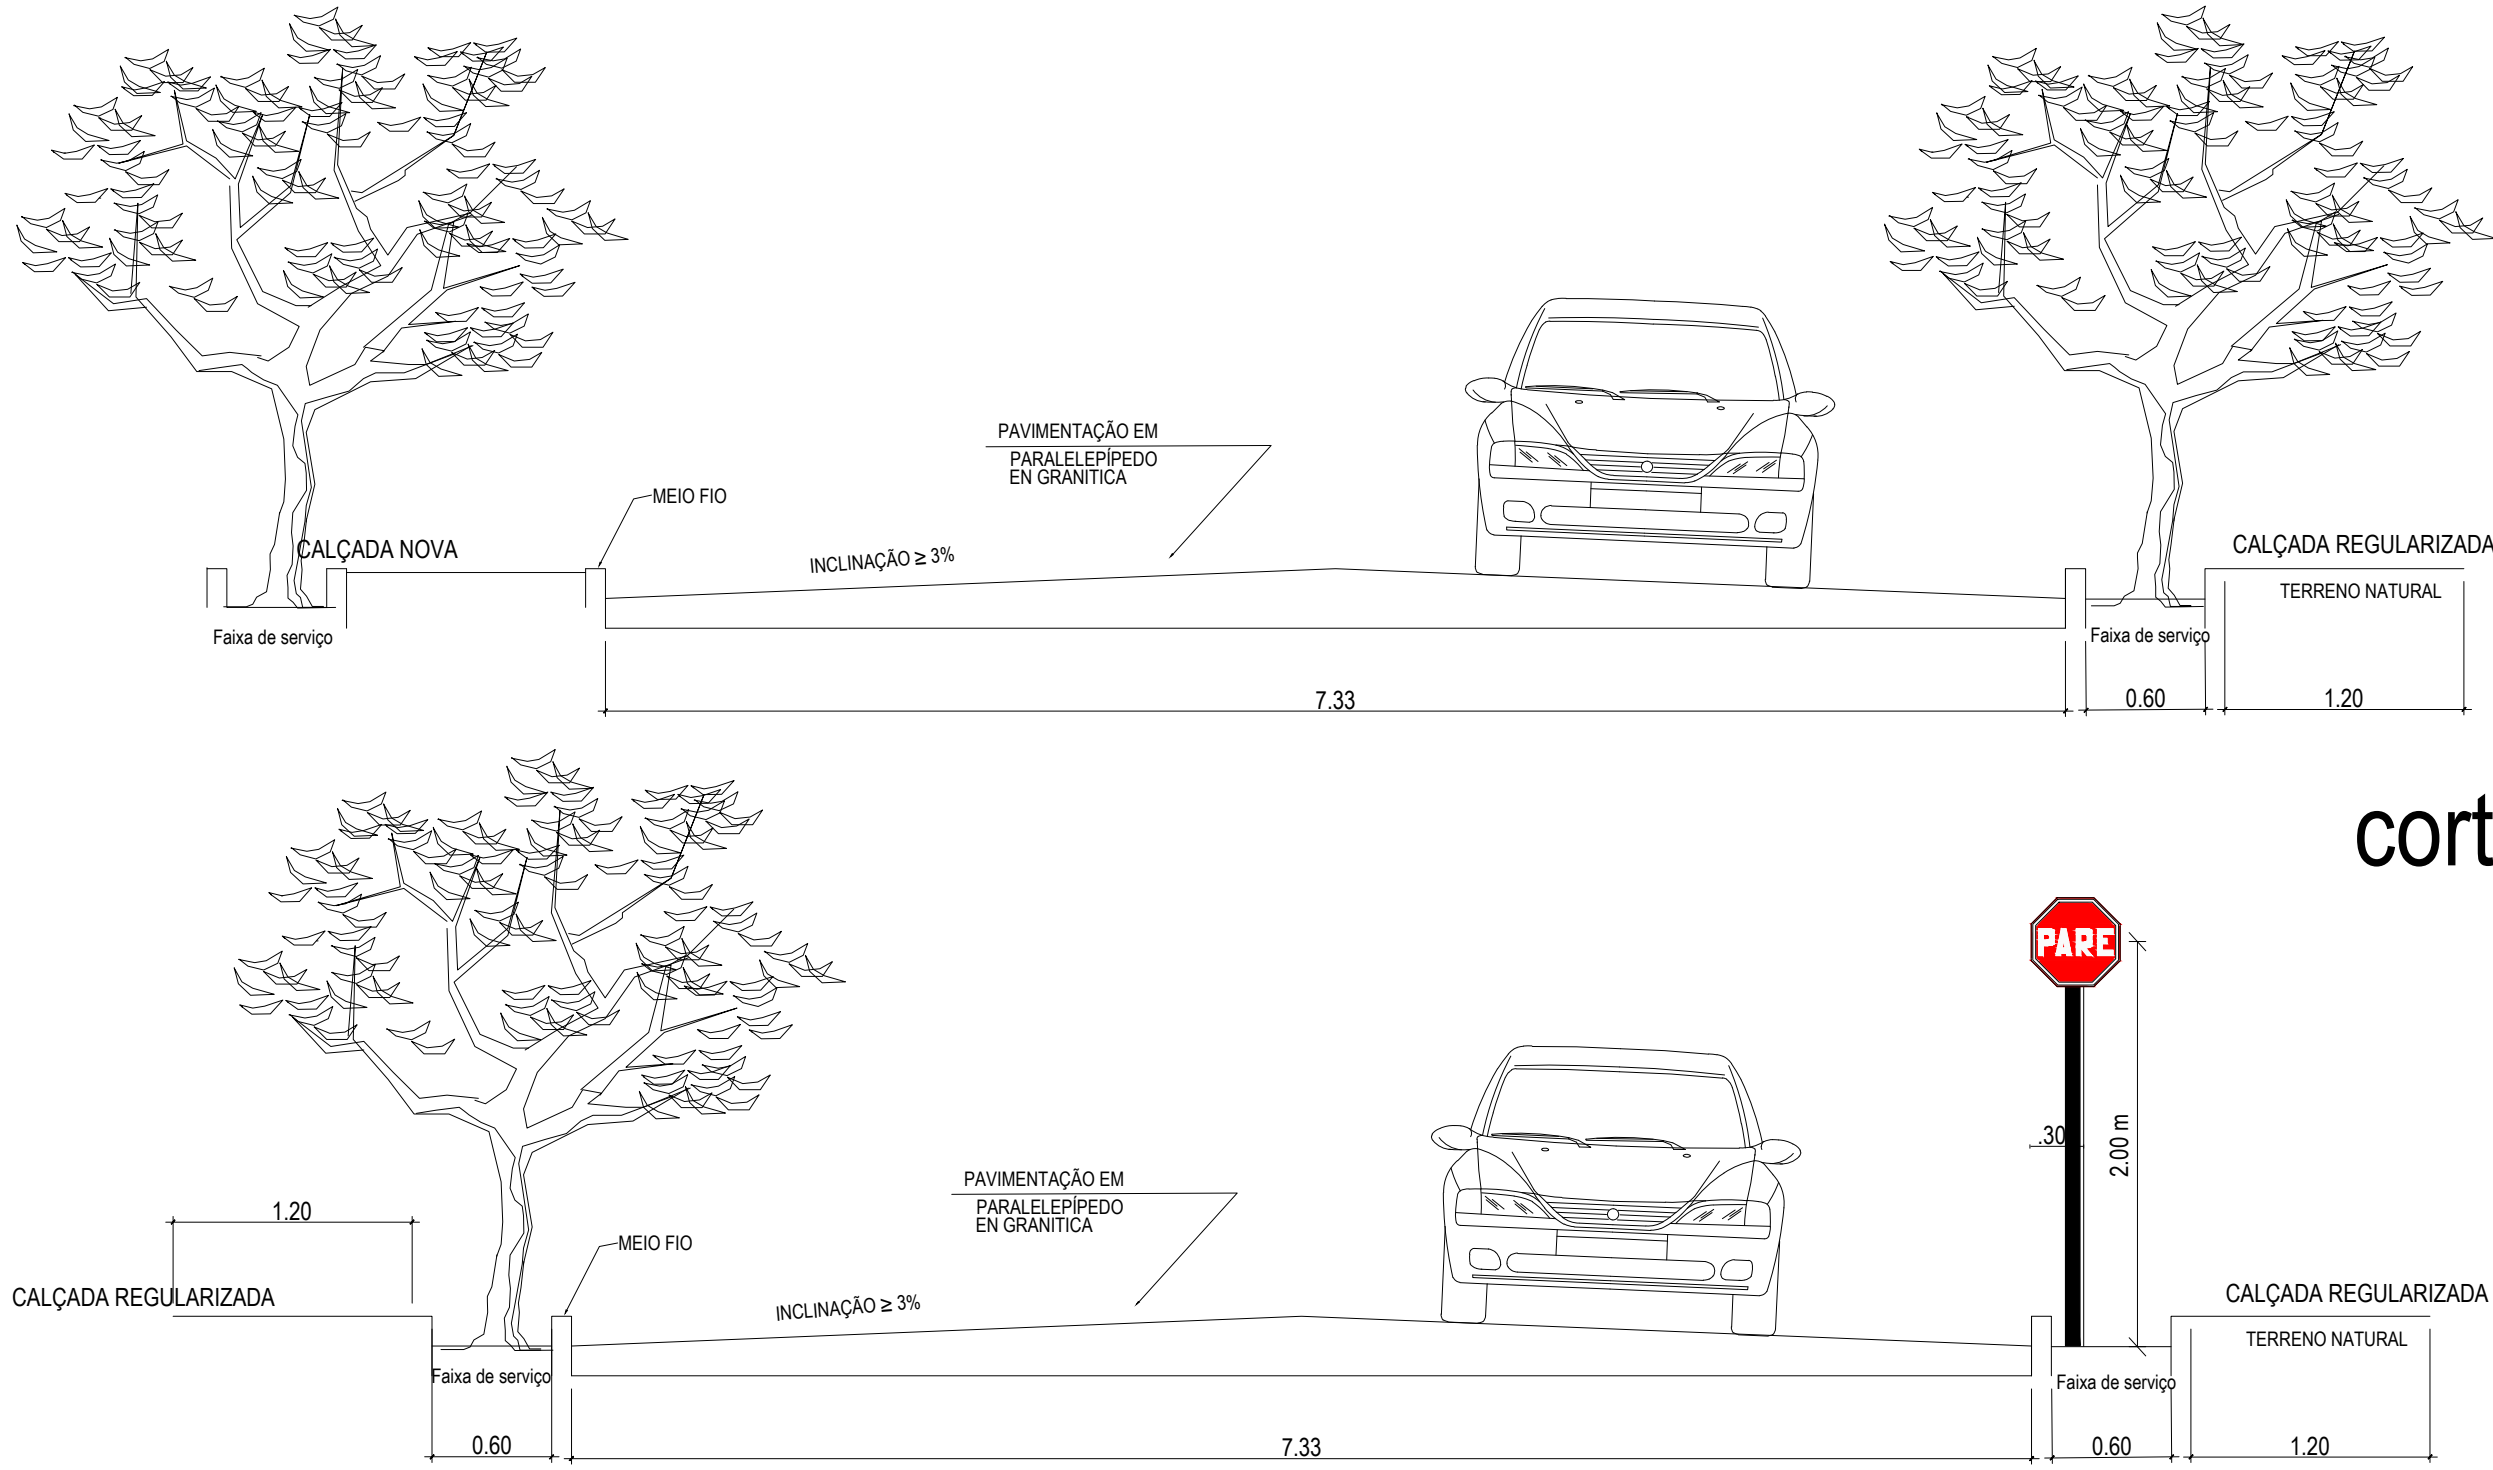 PAVIMENTAÇÃO EM
PARALELEPÍPEDO
EN GRANITICA
MEIO FIO
CALÇADA NOVA
INCLINAÇÃO ≥ 3%
CALÇADA REGULARIZADA
TERRENO NATURAL
Faixa de serviço
Faixa de serviço
7.33
0.60
1.20
cort
PARE
.30
2.00 m
PAVIMENTAÇÃO EM
PARALELEPÍPEDO
EN GRANITICA
1.20
MEIO FIO
CALÇADA REGULARIZADA
INCLINAÇÃO ≥ 3%
CALÇADA REGULARIZADA
TERRENO NATURAL
Faixa de serviço
Faixa de serviço
0.60
7.33
0.60
1.20